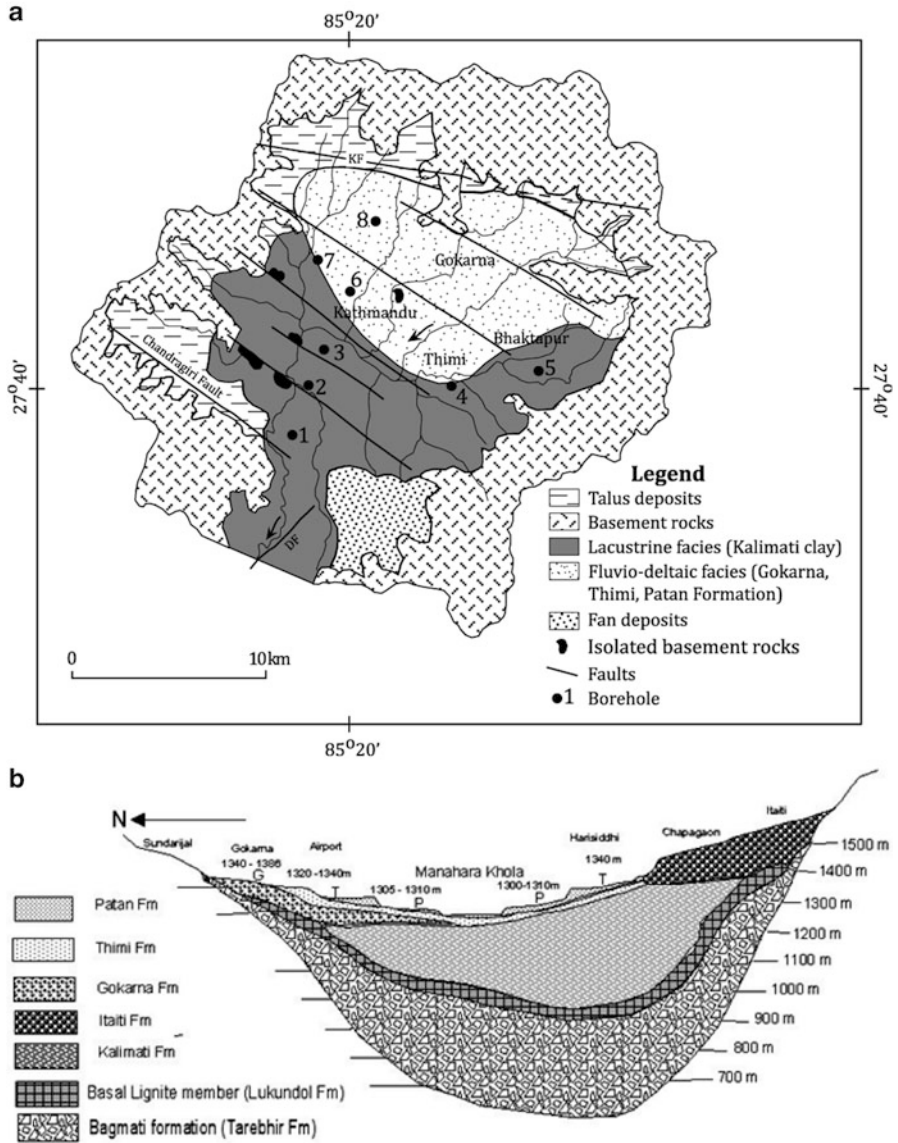 a
85°20'
KF
8
Gokarna
7
6
Kathmandu
Bhaktapur
3
Thimi
5
Chandragiri Fault
27°40'
2
4
27°40'
1
DF
Legend
Talus deposits
Basement rocks
Lacustrine facies (Kalimati clay)
Fluvio-deltaic facies (Gokarna,
Thimi, Patan Formation)
Fan deposits
Isolated basement rocks
Faults
1 Borehole
0 10km
85°20'
b
N
Sundarijal
Gokarna
1340 - 1386
G
Airport
1320 -1340m
T
1305 - 1310 m
P
Manahara Khola
1300-1310m
P
Harisiddhi
1340 m
T
Chapagaon
Itaiti
1500 m
1400 m
1300 m
1200 m
1100 m
1000 m
900 m
800 m
700 m
Patan Fm
Thimi Fm
Gokarna Fm
Itaiti Fm
Kalimati Fm
Basal Lignite member (Lukundol Fm)
Bagmati formation (Tarebhir Fm)